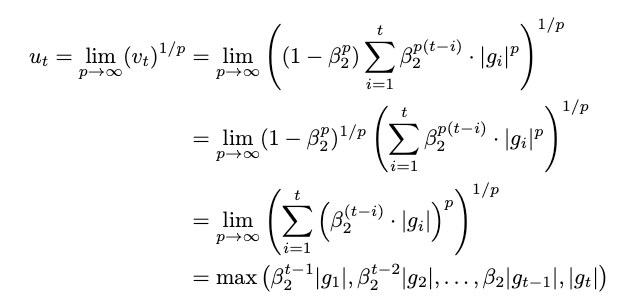 $u_t = \lim_{p\to\infty} (v_t)^{1/p} = \lim_{p\to\infty} \left( (1 - \beta_2^p) \sum_{i=1}^{t} \beta_2^{p(t-i)} \cdot |g_i|^p \right)^{1/p}$
$= \lim_{p\to\infty} (1 - \beta_2^p)^{1/p} \left( \sum_{i=1}^{t} \beta_2^{p(t-i)} \cdot |g_i|^p \right)^{1/p}$
$= \lim_{p\to\infty} \left( \sum_{i=1}^{t} \left( \beta_2^{(t-i)} \cdot |g_i| \right)^p \right)^{1/p}$
$= \max \left( \beta_2^{t-1} |g_1|, \beta_2^{t-2} |g_2|, \ldots, \beta_2 |g_{t-1}|, |g_t| \right)$